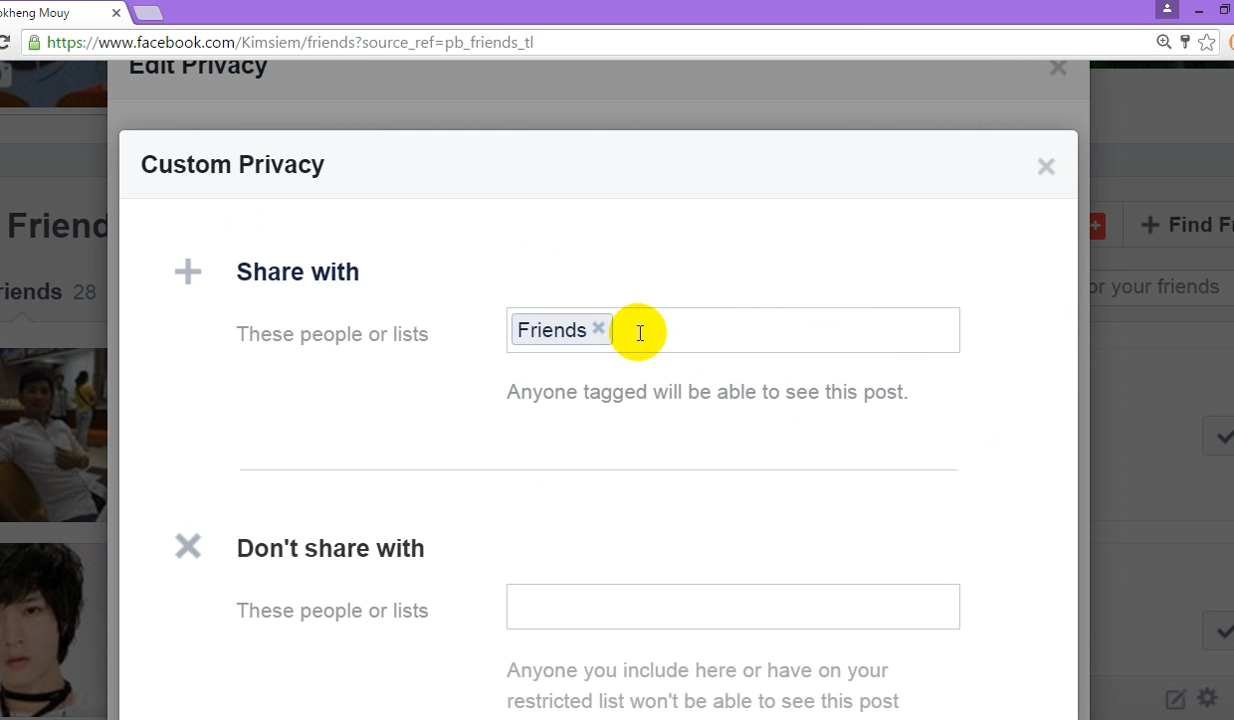 okheng Mouy
https://www.facebook.com/Kimsiem/friends?source_ref=pb_friends_tl
Edit Privacy
Custom Privacy
Friend
Find Fr
Share with
riends 28
or your friends
These people or lists
Friends
Anyone tagged will be able to see this post.
Don't share with
These people or lists
Anyone you include here or have on your
restricted list won't be able to see this post